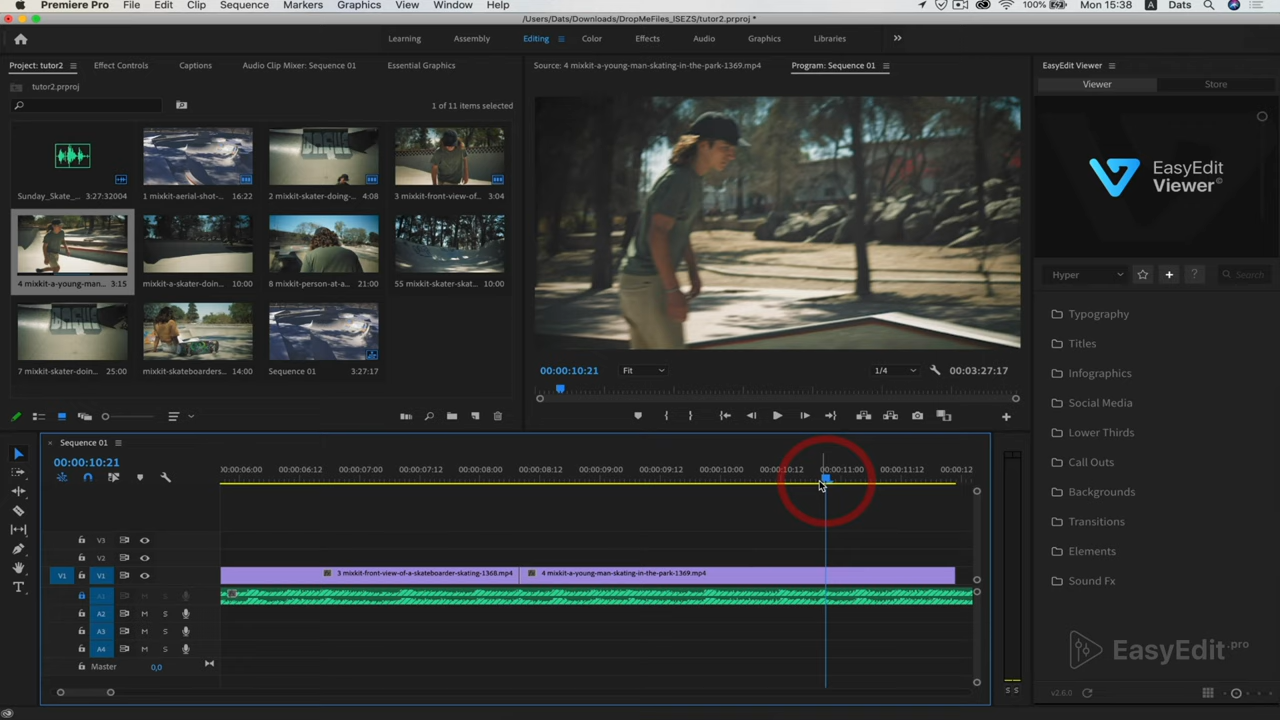 Premiere Pro File Edit Clip Sequence Markers Graphics View Window Help 100% A Mon 15:38 Dats
/Users/Dats/Downloads/DropMeFiles_ISEZS/tutor2.prproj *
Learning Assembly Editing Color Effects Audio Graphics Libraries
Project: tutor2 Effect Controls Captions Audio Clip Mixer: Sequence 01 Essential Graphics
Source: 4 mixkit-a-young-man-skating-in-the-park-1369.mp4 Program: Sequence 01
EasyEdit Viewer
Viewer Store
tutor2.prproj
1 of 11 items selected
EasyEdit
Viewer ©
Sunday_Skate_... 3:27:32004
1 mixkit-aerial-shot-... 16:22
2 mixkit-skater-doing-... 4:08
3 mixkit-front-view-of... 3:04
4 mixkit-a-young-man... 3:15
mixkit-a-skater-doin... 10:00
8 mixkit-person-at-a... 21:00
55 mixkit-skater-skat... 10:00
7 mixkit-skater-doin... 25:00
mixkit-skateboarders... 14:00
Sequence 01 3:27:17
00:00:10:21 Fit 1/4 00:03:27:17
Hyper + ? Search
Typography
Titles
Infographics
Social Media
Lower Thirds
Call Outs
Backgrounds
Transitions
Elements
Sound Fx
EasyEdit.pro
v2.6.0
Sequence 01
00:00:10:21
00:00:06:00 00:00:06:12 00:00:07:00 00:00:07:12 00:00:08:00 00:00:08:12 00:00:09:00 00:00:09:12 00:00:10:00 00:00:10:12 00:00:11:00 00:00:11:12 00:00:12
V3
V2
V1 V1 3 mixkit-front-view-of-a-skateboarder-skating-1368.mp4 4 mixkit-a-young-man-skating-in-the-park-1369.mp4
A1 M S
A2 M S
A3 M S
A4 M S
Master 0,0
S S